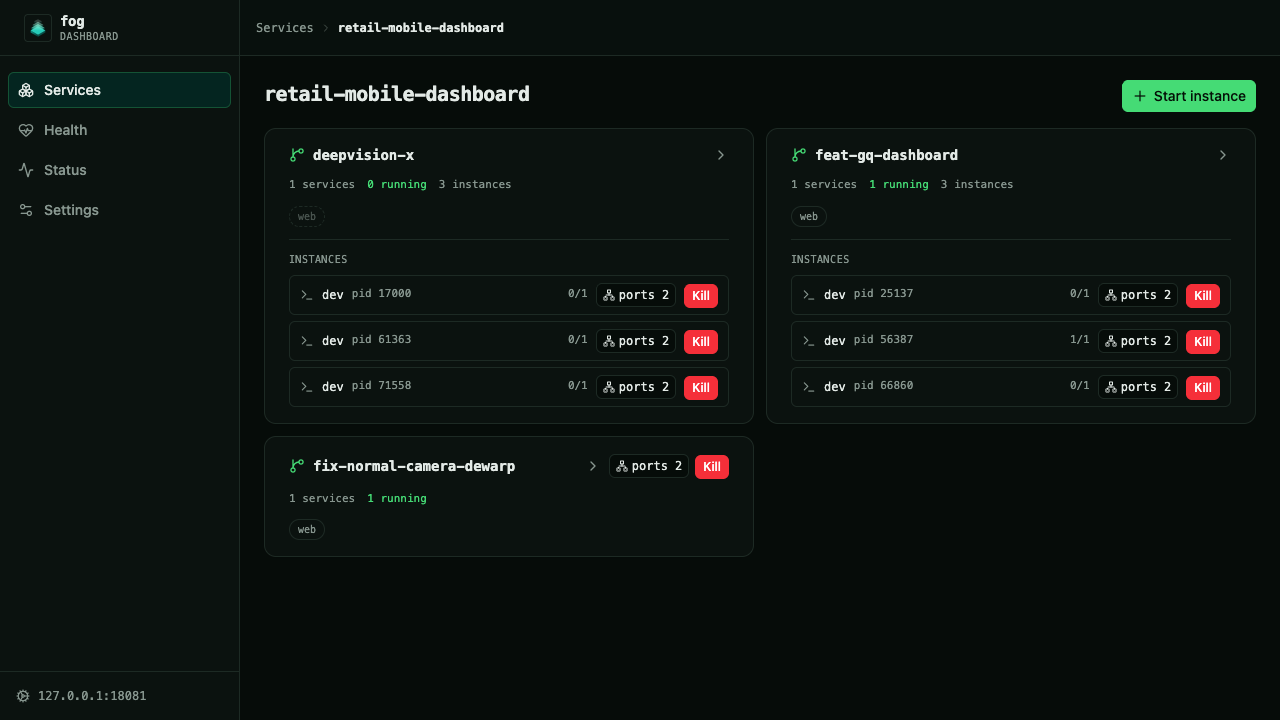 fog
DASHBOARD
Services
Health
Status
Settings
127.0.0.1:18081
Services > retail-mobile-dashboard
retail-mobile-dashboard
+ Start instance
deepvision-x
1 services 0 running 3 instances
web
INSTANCES
dev pid 17000 0/1 ports 2 Kill
dev pid 61363 0/1 ports 2 Kill
dev pid 71558 0/1 ports 2 Kill
feat-gq-dashboard
1 services 1 running 3 instances
web
INSTANCES
dev pid 25137 0/1 ports 2 Kill
dev pid 56387 1/1 ports 2 Kill
dev pid 66860 0/1 ports 2 Kill
fix-normal-camera-dewarp ports 2 Kill
1 services 1 running
web